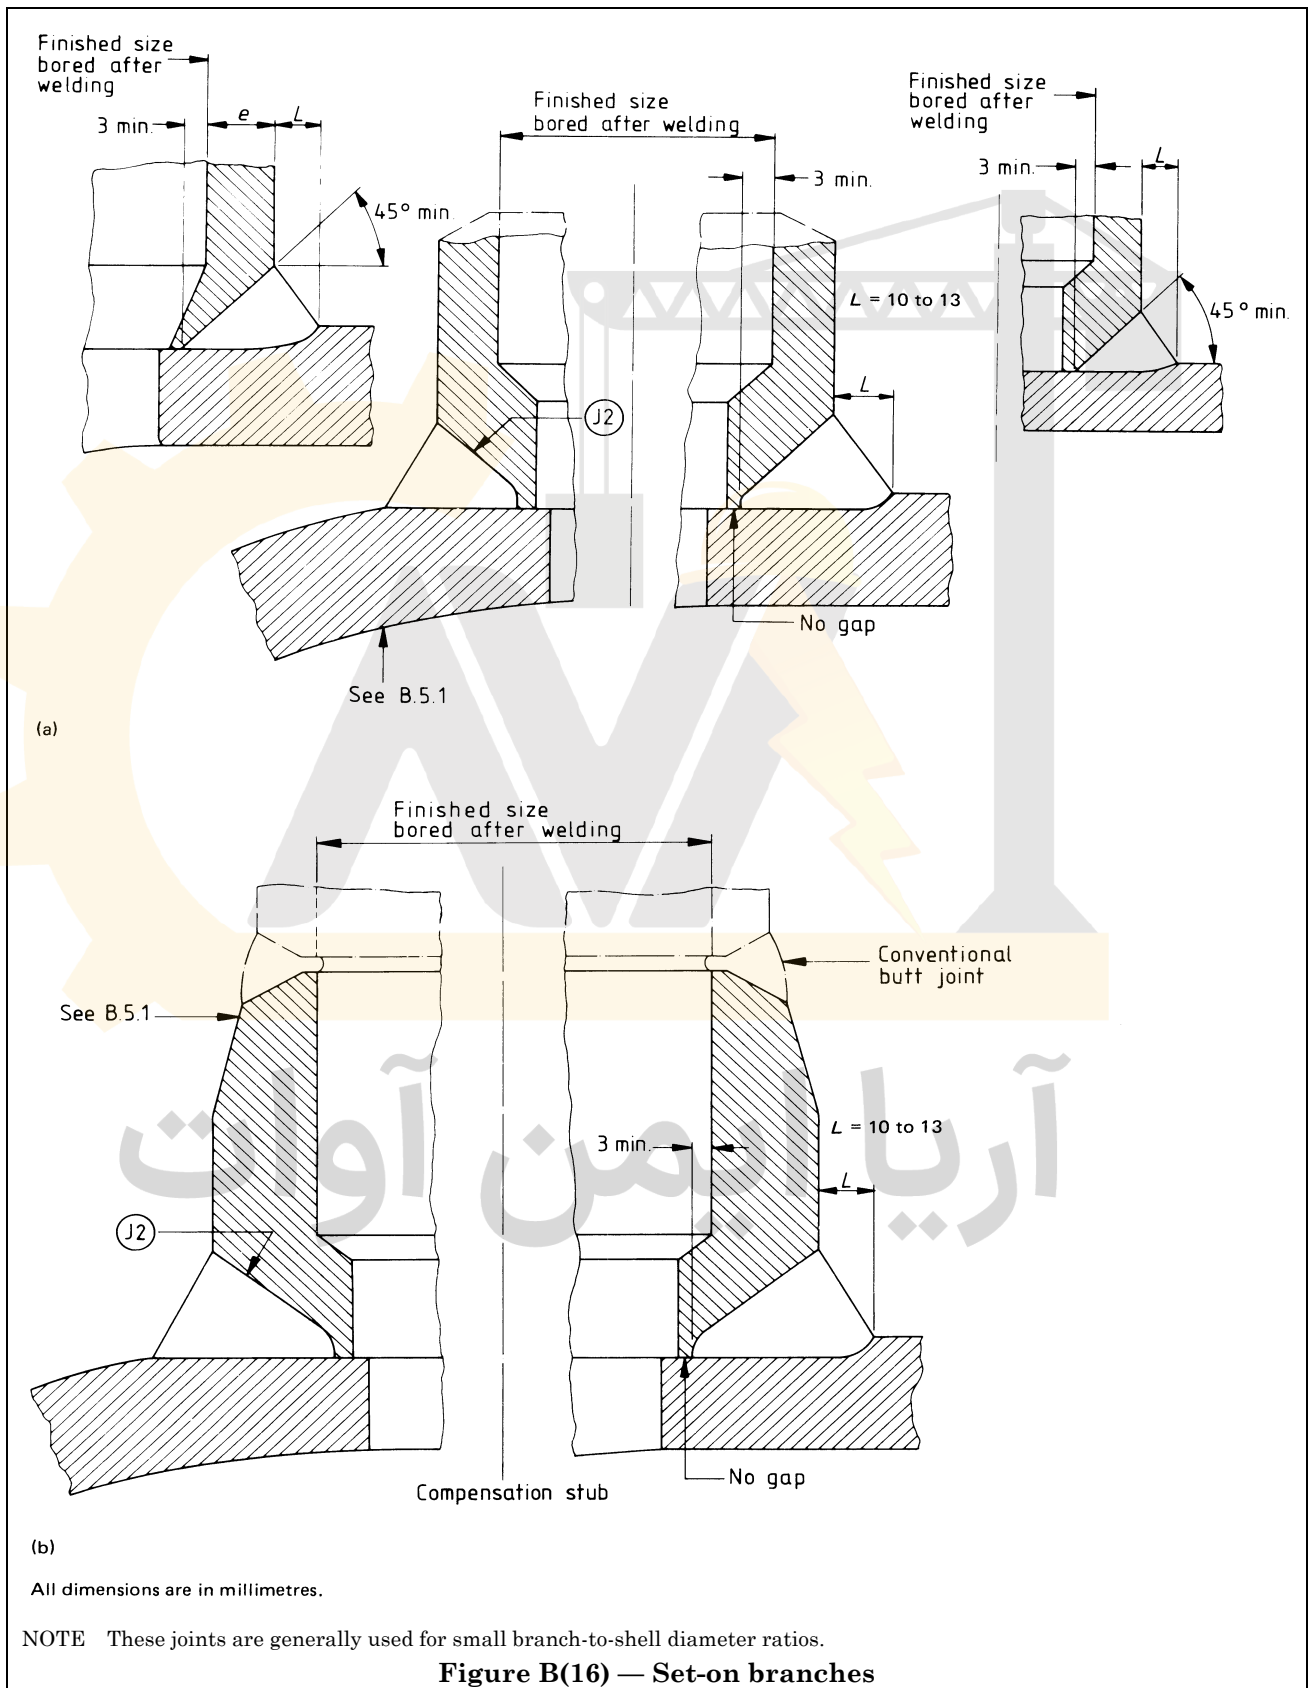 Finished size
bored after
welding
3 min.
e
L
45° min.
Finished size
bored after welding
3 min.
L = 10 to 13
L
J2
No gap
See B.5.1
Finished size
bored after
welding
3 min.
L
45° min.
(a)
Finished size
bored after welding
Conventional
butt joint
See B.5.1
L = 10 to 13
3 min.
L
J2
No gap
Compensation stub
آریا ایمن آوات
(b)
All dimensions are in millimetres.
NOTE These joints are generally used for small branch-to-shell diameter ratios.
Figure B(16) — Set-on branches